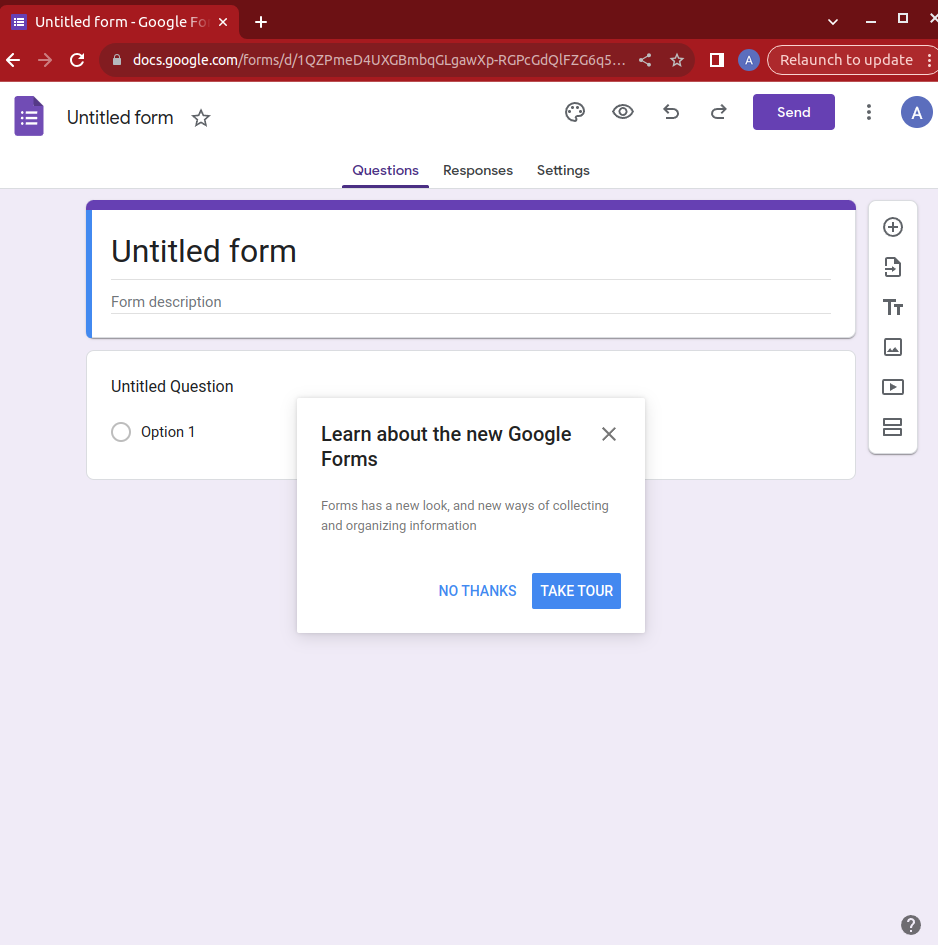 Untitled form - Google Fo
docs.google.com/forms/d/1QZPmeD4UXGBmbqGLgawXp-RGPcGdQlFZG6q5...
A
Relaunch to update
Untitled form
Send
A
Questions
Responses
Settings
Untitled form
Form description
Tт
Untitled Question
Option 1
Learn about the new Google
Forms
Forms has a new look, and new ways of collecting
and organizing information
NO THANKS
TAKE TOUR
?